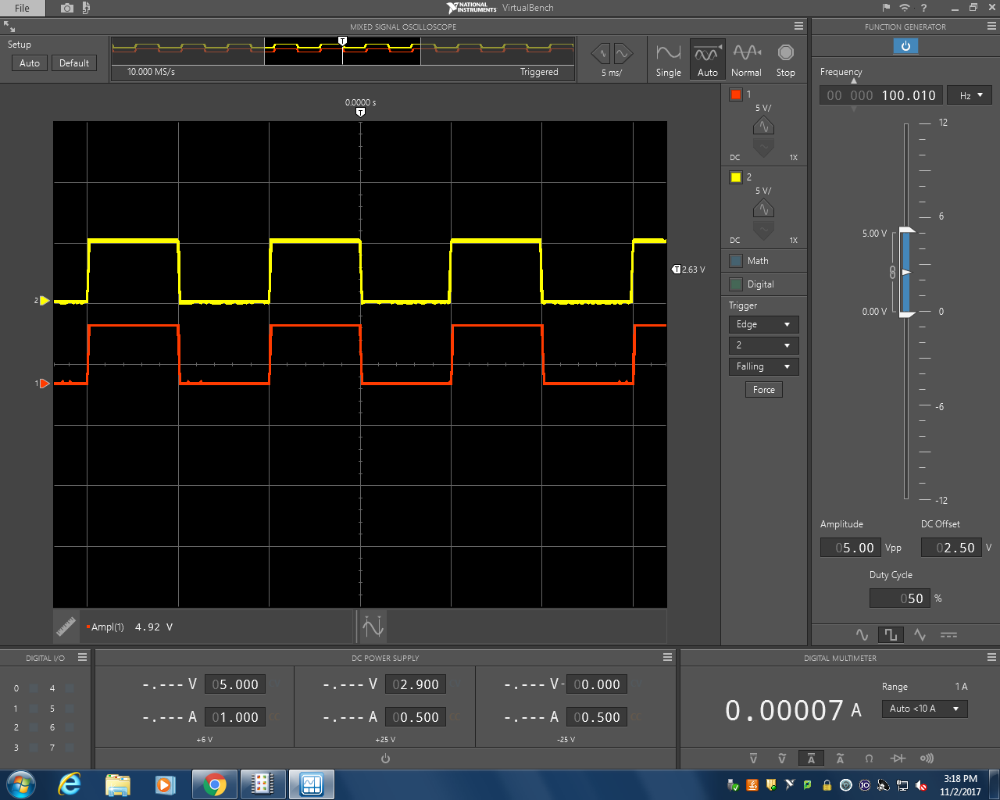 File
NATIONAL INSTRUMENTS VirtualBench
?
MIXED SIGNAL OSCILLOSCOPE
FUNCTION GENERATOR
Setup
Auto Default
T
10.000 MS/s Triggered
5 ms/
Single Auto Normal Stop
0.0000 s
T
1
5 V/
DC 1X
2
5 V/
DC 1X
Math
Digital
Trigger
Edge
2
Falling
Force
T 2.63 V
2
1
Ampl(1) 4.92 V
Frequency
00 000 100.010 Hz
12
6
5.00 V
0.00 V
0
-6
-12
Amplitude DC Offset
05.00 Vpp 02.50 V
Duty Cycle
050 %
DIGITAL I/O
0 4
1 5
2 6
3 7
DC POWER SUPPLY
-.--- V 05.000
-.--- A 01.000
+6 V
-.--- V 02.900
-.--- A 00.500
+25 V
-.--- V -00.000
-.--- A 00.500
-25 V
DIGITAL MULTIMETER
0.00007 A
Range 1 A
Auto <10 A
V V A A Ω
3:18 PM
11/2/2017